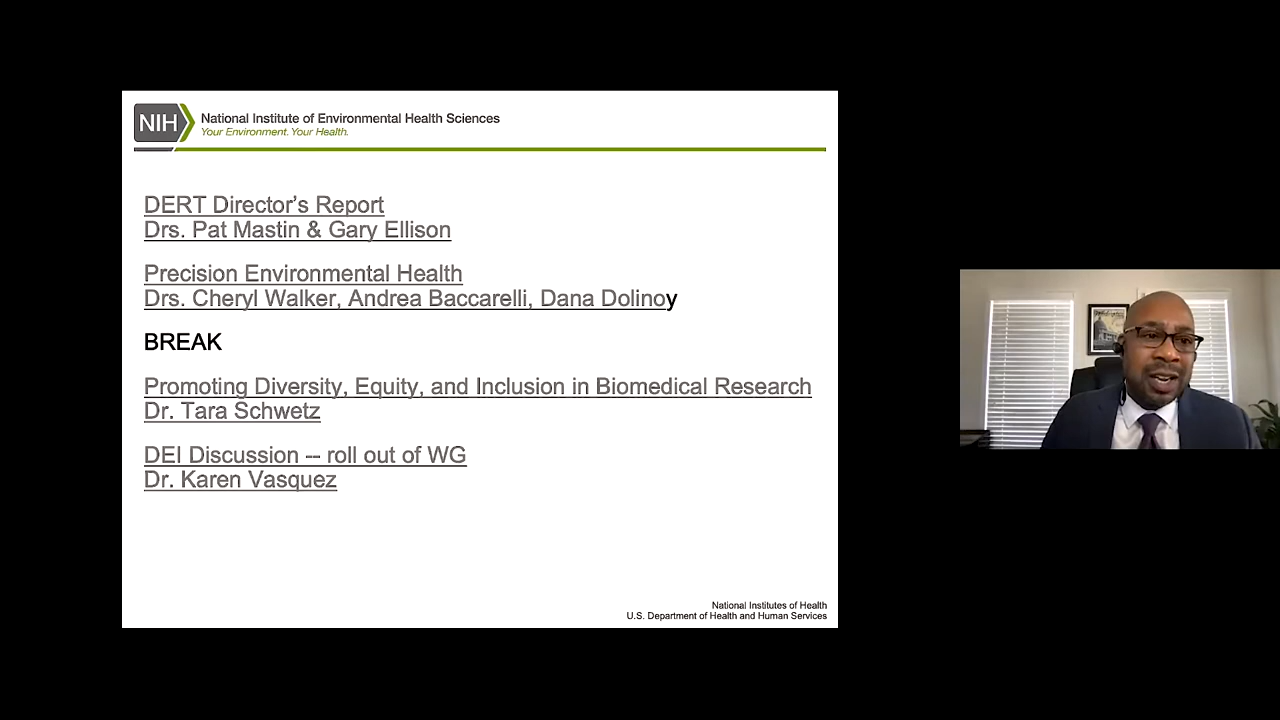 NIH
National Institute of Environmental Health Sciences
Your Environment. Your Health.
DERT Director’s Report
Drs. Pat Mastin & Gary Ellison
Precision Environmental Health
Drs. Cheryl Walker, Andrea Baccarelli, Dana Dolinoy
BREAK
Promoting Diversity, Equity, and Inclusion in Biomedical Research
Dr. Tara Schwetz
DEI Discussion -- roll out of WG
Dr. Karen Vasquez
National Institutes of Health
U.S. Department of Health and Human Services